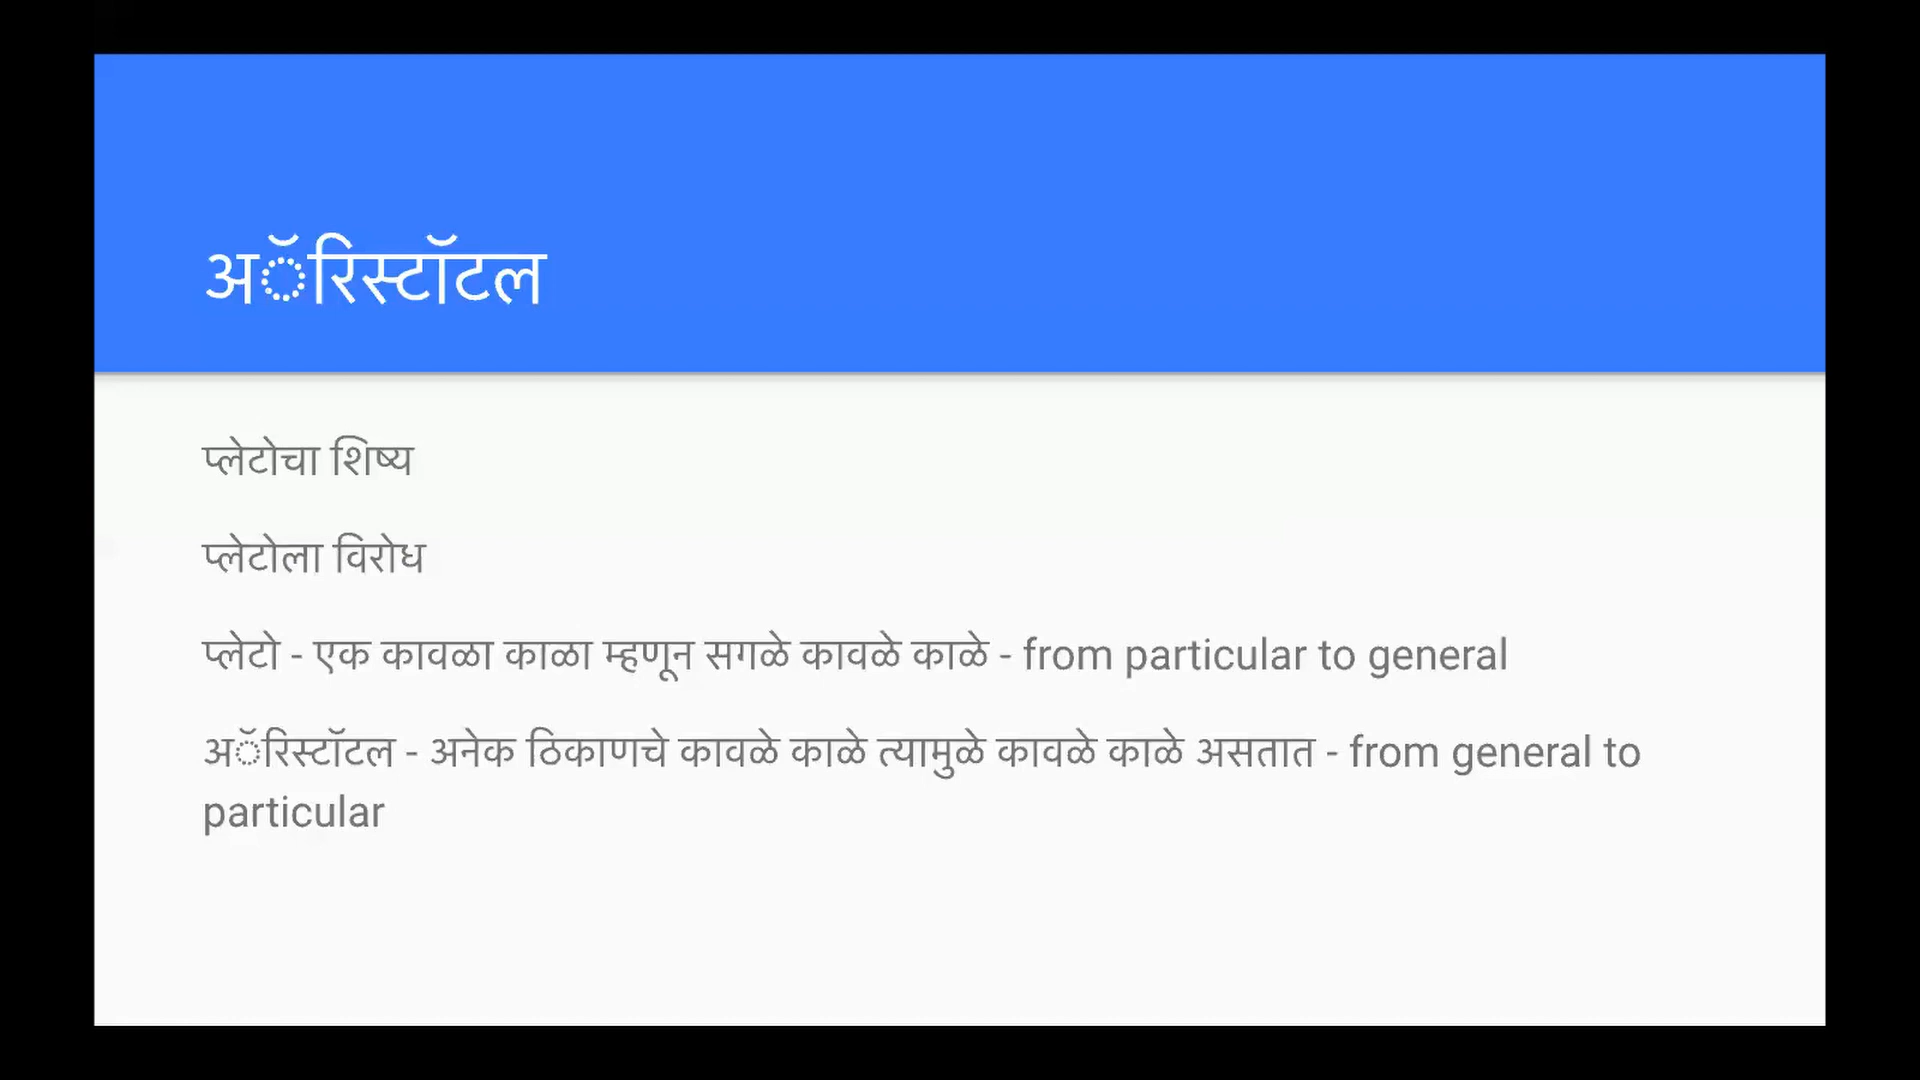 अॅरिस्टॉटल
प्लेटोचा शिष्य
प्लेटोला विरोध
प्लेटो - एक कावळा काळा म्हणून सगळे कावळे काळे - from particular to general
अॅरिस्टॉटल - अनेक ठिकाणचे कावळे काळे त्यामुळे कावळे काळे असतात - from general to
particular